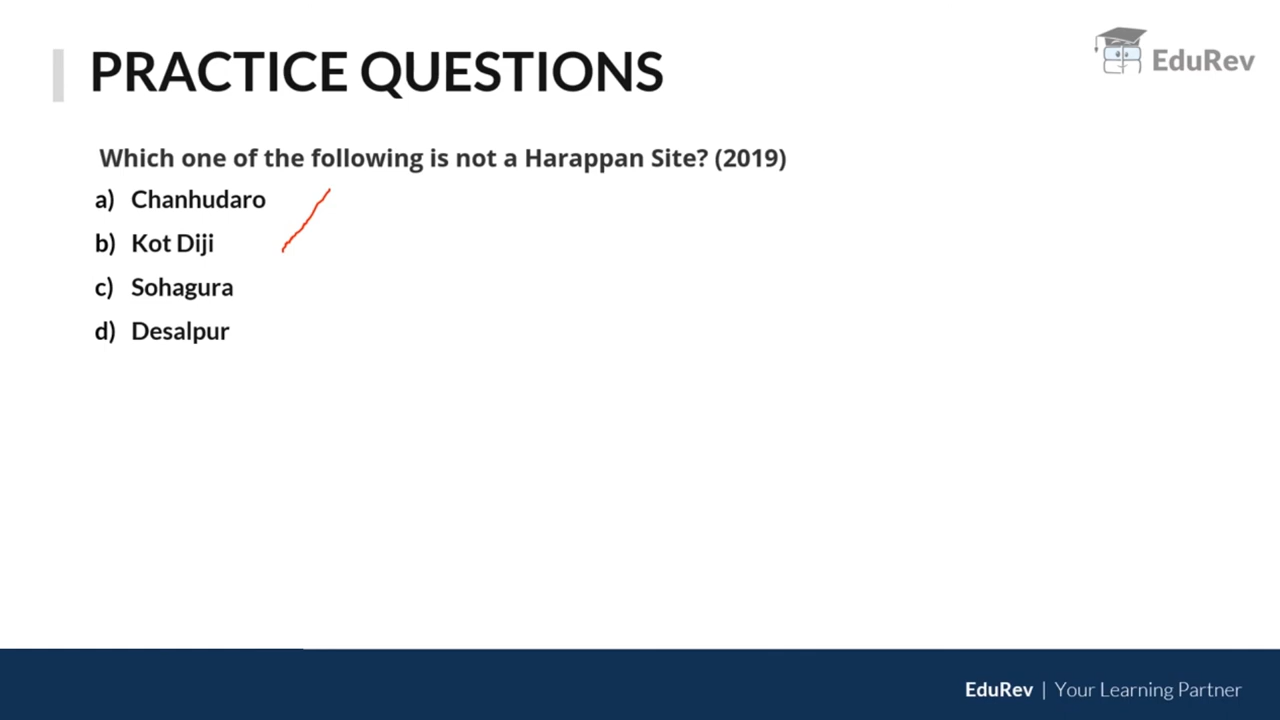 PRACTICE QUESTIONS
EduRev
Which one of the following is not a Harappan Site? (2019)
a) Chanhudaro
b) Kot Diji
c) Sohagura
d) Desalpur
EduRev | Your Learning Partner